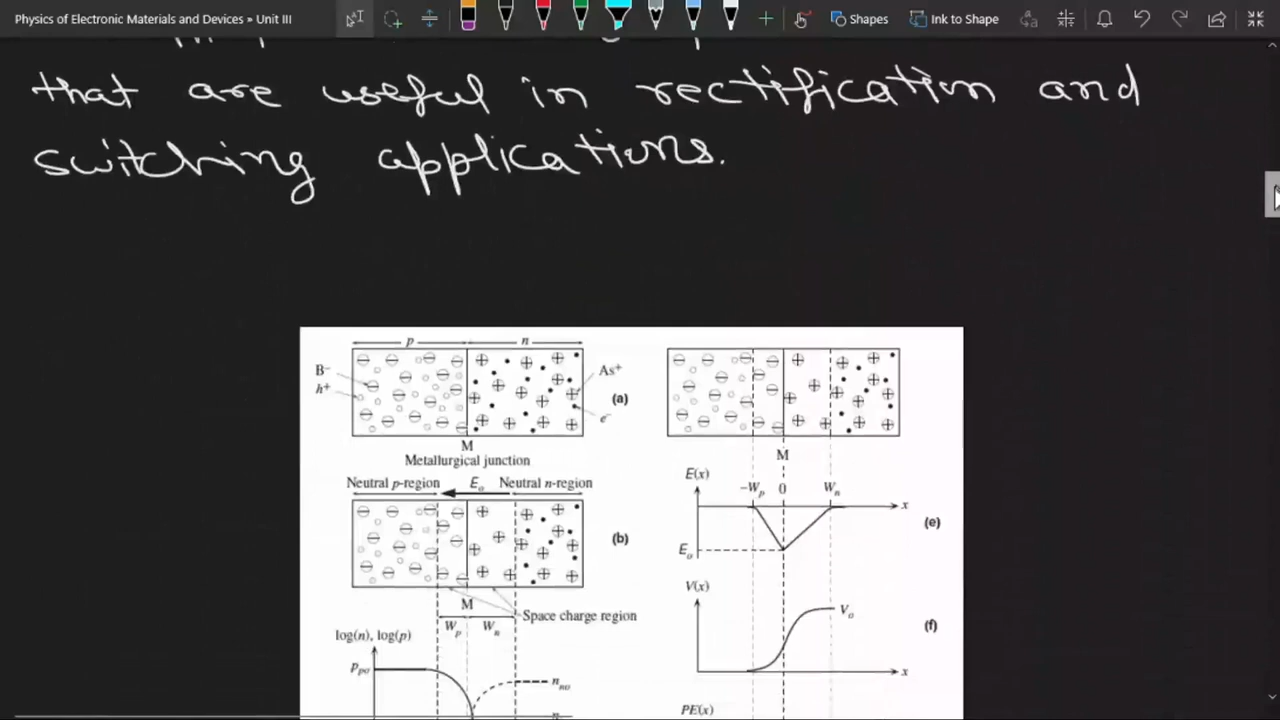 Physics of Electronic Materials and Devices » Unit III
Shapes
Ink to Shape
that are useful in rectification and
switching applications.
p
n
B⁻
h⁺
As⁺
e⁻
(a)
M
Metallurgical junction
Neutral p-region
Eₒ
Neutral n-region
(b)
M
Space charge region
Wₚ
Wₙ
log(n), log(p)
pₚₒ
nₙₒ
M
E(x)
−Wₚ
0
Wₙ
x
(e)
Eₒ
V(x)
Vₒ
(f)
x
PE(x)